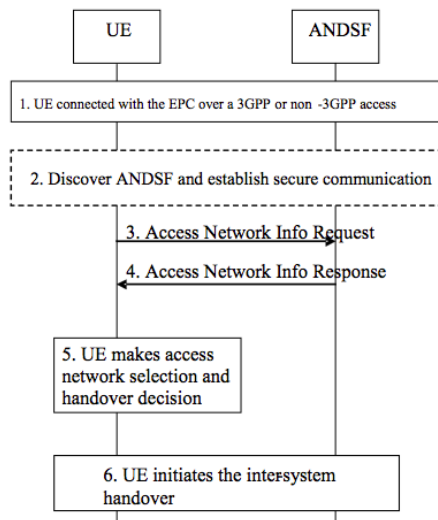 UE
ANDSF
1. UE connected with the EPC over a 3GPP or non -3GPP access
2. Discover ANDSF and establish secure communication
3. Access Network Info Request
4. Access Network Info Response
5. UE makes access
network selection and
handover decision
6. UE initiates the inter-system
handover